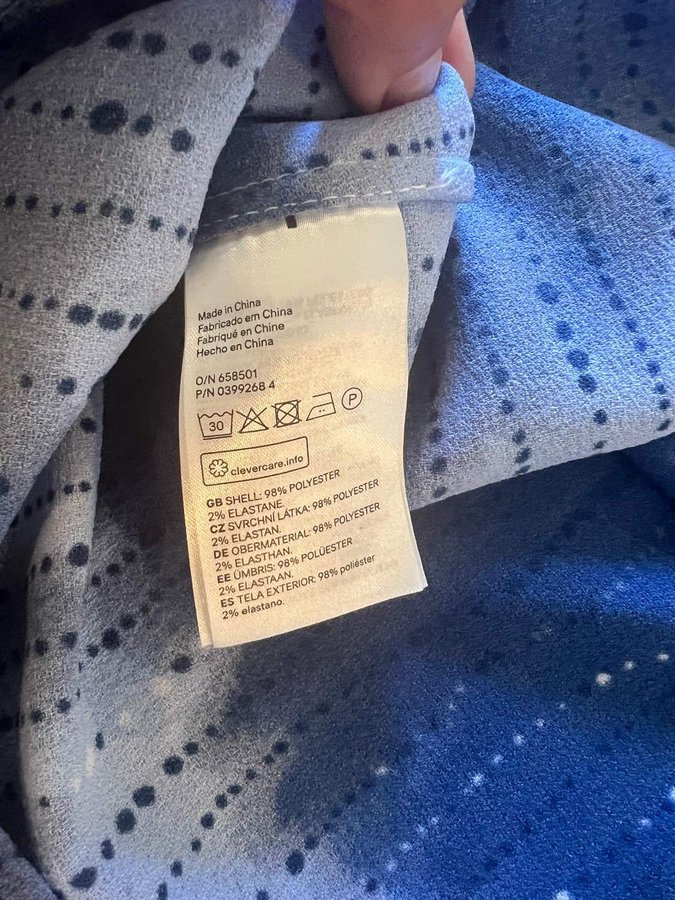 Made in China
Fabricado em China
Fabriqué en Chine
Hecho en China
O/N 658501
P/N 0399268 4
30 P
clevercare.info
GB SHELL: 98% POLYESTER
2% ELASTANE.
CZ SVRCHNÍ LÁTKA: 98% POLYESTER
2% ELASTAN.
DE OBERMATERIAL: 98% POLYESTER
2% ELASTHAN.
EE ÜMBRIS: 98% POLUESTER
2% ELASTAAN.
ES TELA EXTERIOR: 98% poliéster
2% elastano.